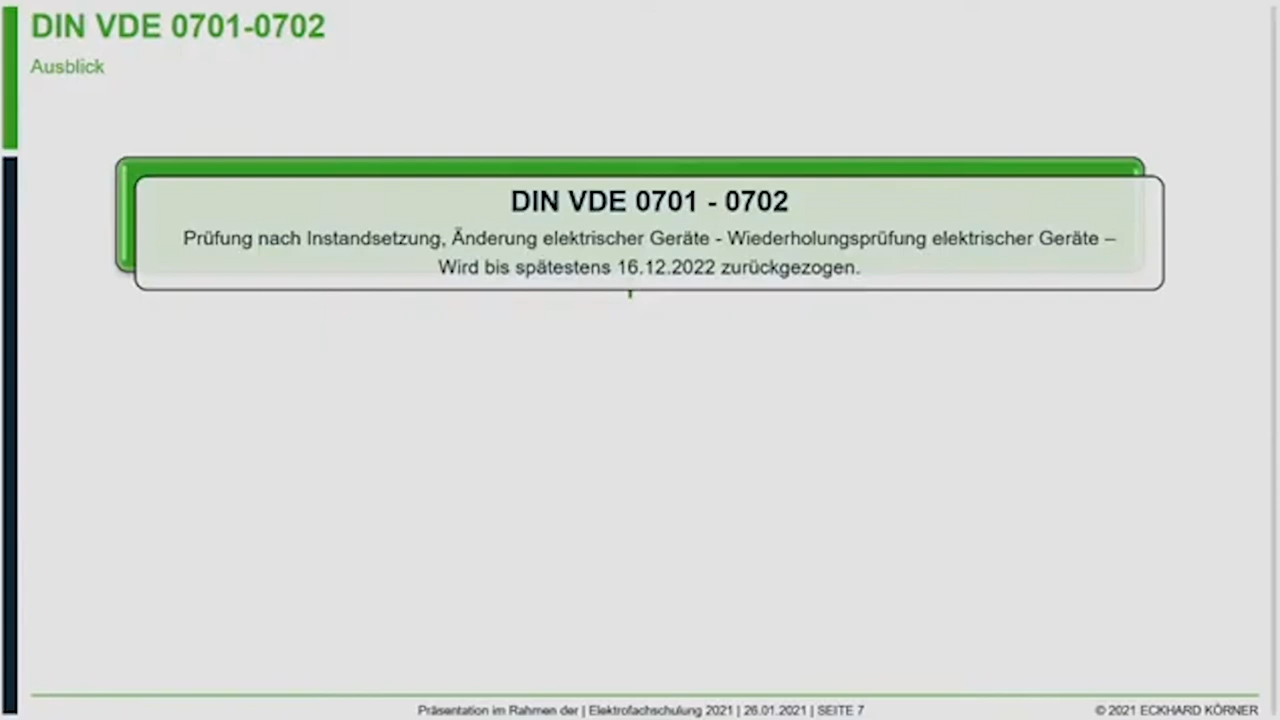 DIN VDE 0701-0702
Ausblick
DIN VDE 0701 - 0702
Prüfung nach Instandsetzung, Änderung elektrischer Geräte - Wiederholungsprüfung elektrischer Geräte –
Wird bis spätestens 16.12.2022 zurückgezogen.
Präsentation im Rahmen der | Elektrofachschulung 2021 | 26.01.2021 | SEITE 7
© 2021 ECKHARD KÖRNER